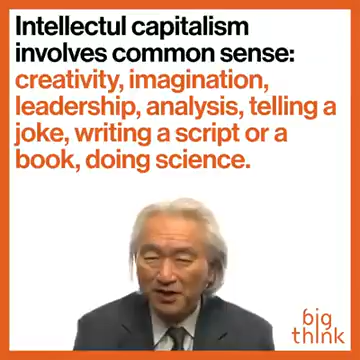 Intellectul capitalism
involves common sense:
creativity, imagination,
leadership, analysis, telling a
joke, writing a script or a
book, doing science.
big
think